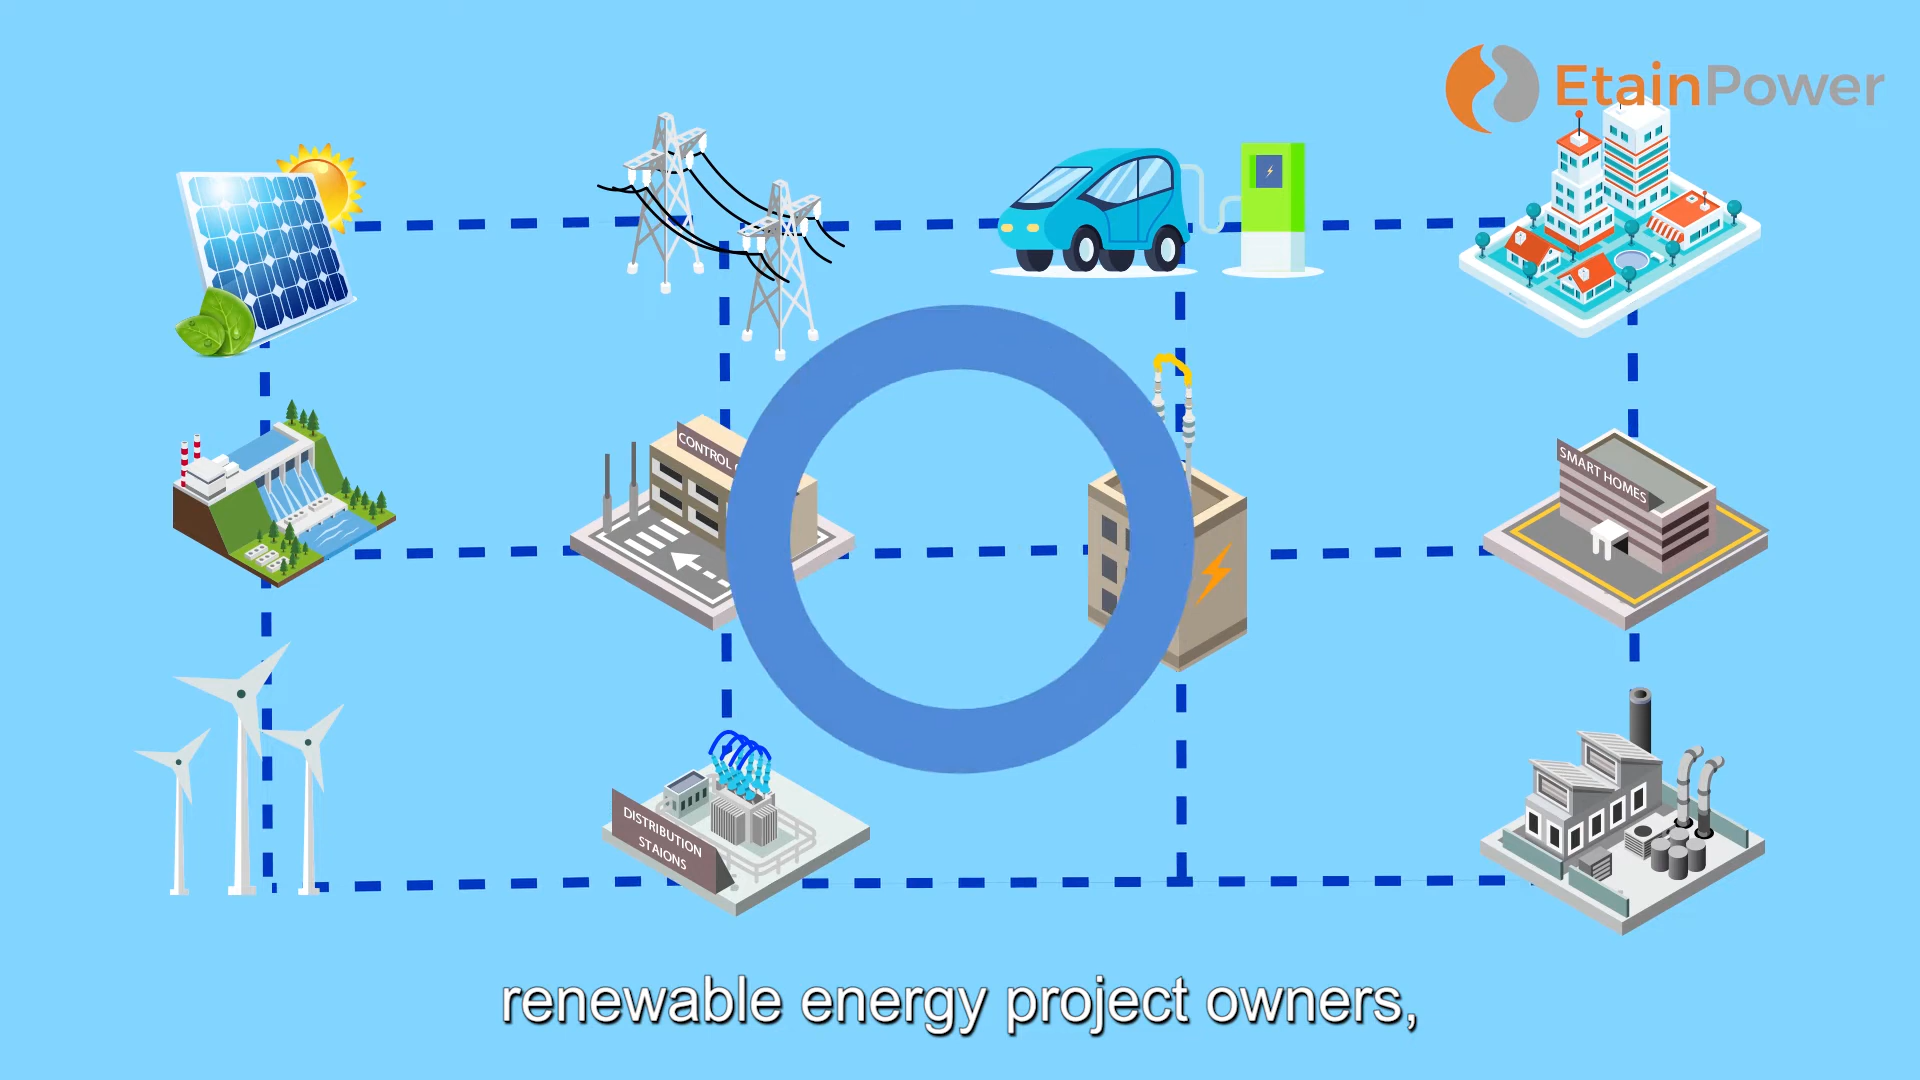 EtainPower
CONTROL
SMART HOMES
DISTRIBUTION
STAIONS
renewable energy project owners,